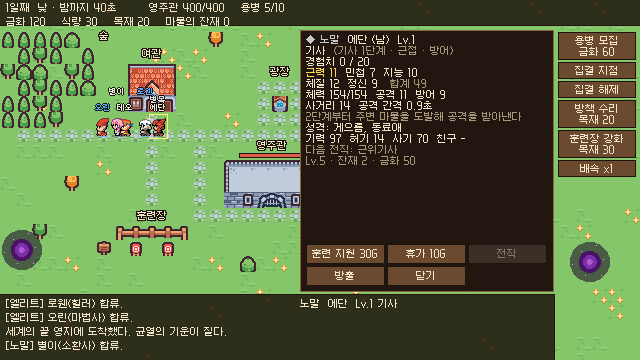 1일째 낮 · 밤까지 40초 영주관 400/400 용병 5/10
금화 120 식량 30 목재 20 마물의 잔재 0
숲
여관
광장
별이 로웬
오린 테오 에단
영주관
훈련장
◆ 노말 에단 (남) Lv.1
기사 (기사 1단계 · 근접 · 방어)
경험치 0 / 20
근력 11 민첩 7 지능 10
체질 12 정신 9 합계 49
체력 154/154 공격 11 방어 9
사거리 14 공격 간격 0.9초
2단계부터 주변 마물을 도발해 공격을 받아낸다
성격: 게으름, 동료애
기력 97 허기 14 사기 70 친구 -
다음 전직: 근위기사
Lv.5 · 잔재 2 · 금화 50
훈련 지원 30G 휴가 10G 전직
방출 닫기
용병 모집
금화 60
집결 지점
집결 해제
방책 수리
목재 20
훈련장 강화
목재 30
배속 x1
[엘리트] 로웬(힐러) 합류.
[엘리트] 오린(마법사) 합류.
세계의 끝 영지에 도착했다. 균열의 기운이 짙다.
[노말] 별이(소환사) 합류.
노말 에단 Lv.1 기사